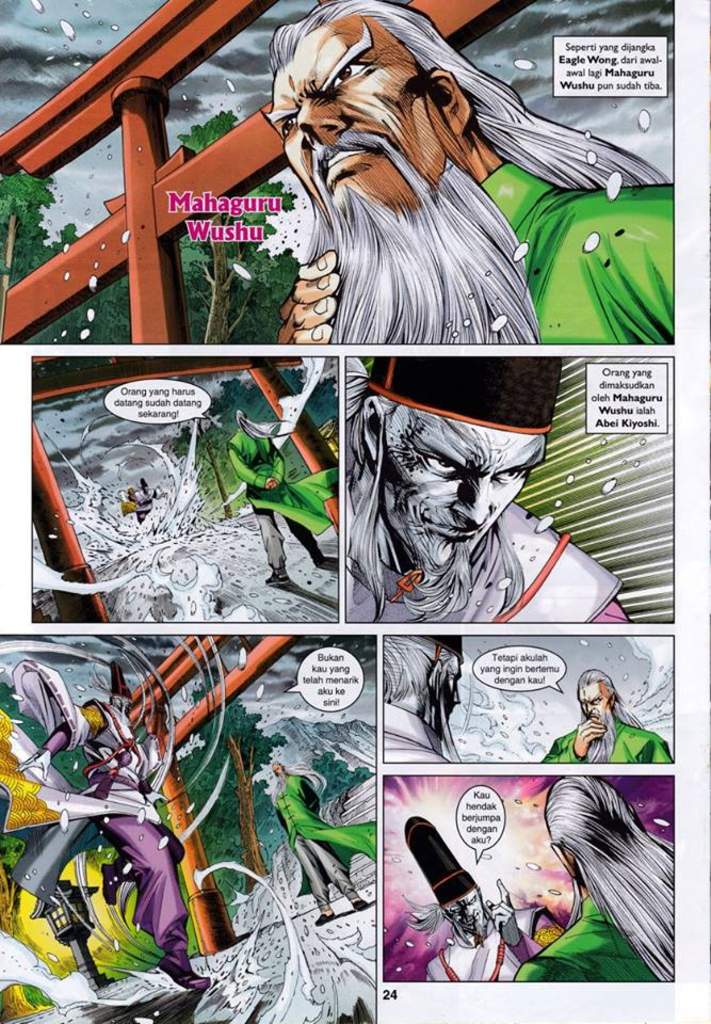 Seperti yang dijangka
Eagle Wong, dari awal-
awal lagi Mahaguru
Wushu pun sudah tiba.
Mahaguru
Wushu
Orang yang harus
datang sudah datang
sekarang!
Orang yang
dimaksudkan
oleh Mahaguru
Wushu ialah
Abei Kiyoshi.
Bukan
kau yang
telah menarik
aku ke
sini!
Tetapi akulah
yang ingin bertemu
dengan kau!
Kau
hendak
berjumpa
dengan
aku?
24